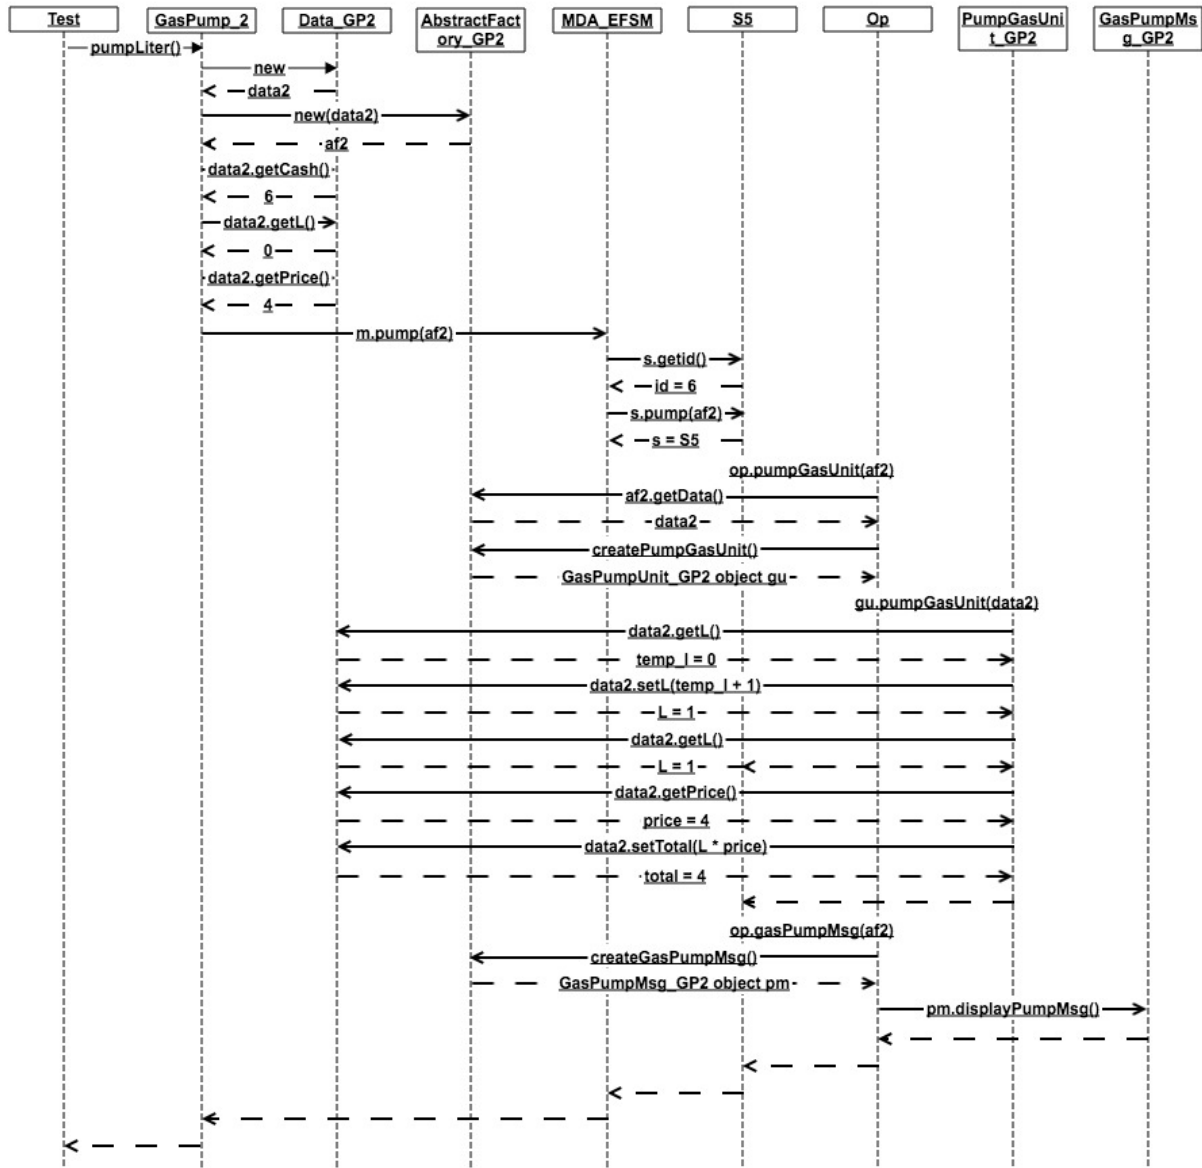 Test
GasPump_2
Data_GP2
AbstractFact
ory_GP2
MDA_EFSM
S5
Op
PumpGasUni
t_GP2
GasPumpMs
g_GP2
pumpLiter()
new
data2
new(data2)
af2
data2.getCash()
6
data2.getL()
0
data2.getPrice()
4
m.pump(af2)
s.getid()
id = 6
s.pump(af2)
s = S5
op.pumpGasUnit(af2)
af2.getData()
data2
createPumpGasUnit()
GasPumpUnit_GP2 object gu
gu.pumpGasUnit(data2)
data2.getL()
temp_l = 0
data2.setL(temp_l + 1)
L = 1
data2.getL()
L = 1
data2.getPrice()
price = 4
data2.setTotal(L * price)
total = 4
op.gasPumpMsg(af2)
createGasPumpMsg()
GasPumpMsg_GP2 object pm
pm.displayPumpMsg()